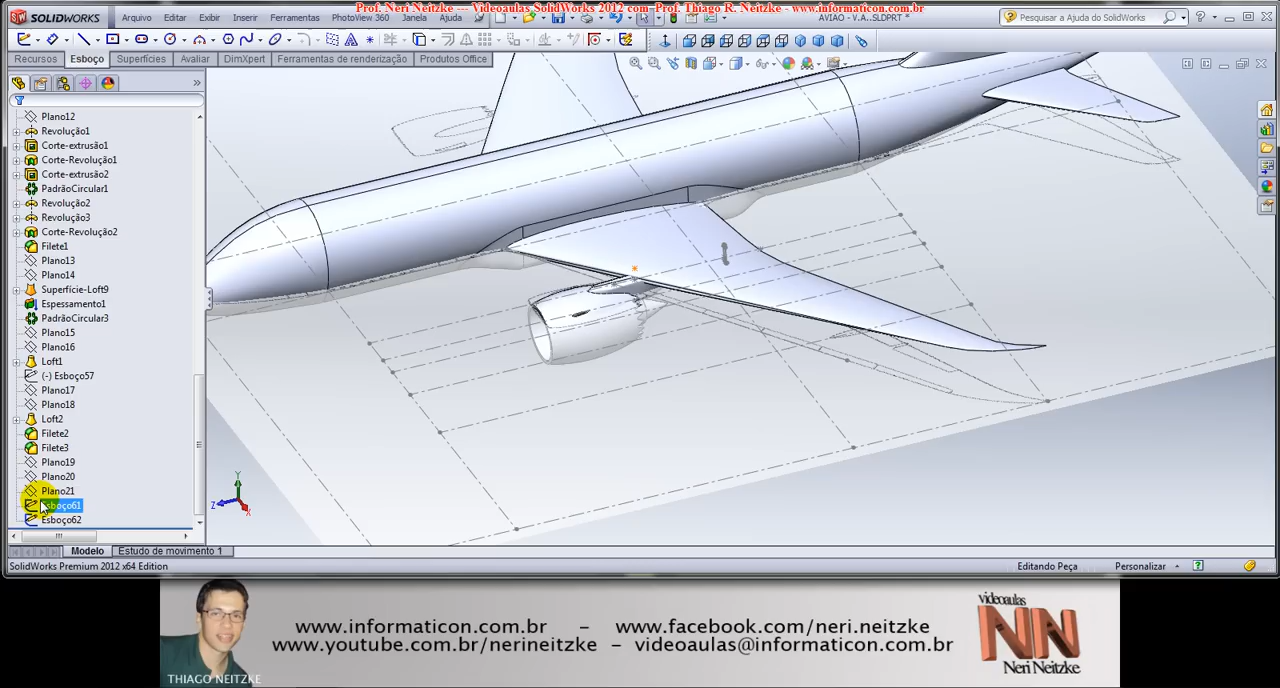 Prof. Neri Neitzke --- Videoaulas SolidWorks 2012 com Prof. Thiago R. Neitzke - www.informaticon.com.br
SOLIDWORKS
Arquivo Editar Exibir Inserir Ferramentas PhotoView 360 Janela Ajuda
AVIAO - V.A...SLDPRT *
Pesquisar a Ajuda do SolidWorks
Recursos Esboço Superfícies Avaliar DimXpert Ferramentas de renderização Produtos Office
Plano12
Revolução1
Corte-extrusão1
Corte-Revolução1
Corte-extrusão2
PadrãoCircular1
Revolução2
Revolução3
Corte-Revolução2
Filete1
Plano13
Plano14
Superfície-Loft9
Espessamento1
PadrãoCircular3
Plano15
Plano16
Loft1
(-) Esboço57
Plano17
Plano18
Loft2
Filete2
Filete3
Plano19
Plano20
Plano21
Esboço61
Esboço62
Y
Z
X
Modelo Estudo de movimento 1
SolidWorks Premium 2012 x64 Edition
Editando Peça
Personalizar
www.informaticon.com.br - www.facebook.com/neri.neitzke
www.youtube.com.br/nerineitzke - videoaulas@informaticon.com.br
THIAGO NEITZKE
videoaulas
NN
Neri Neitzke